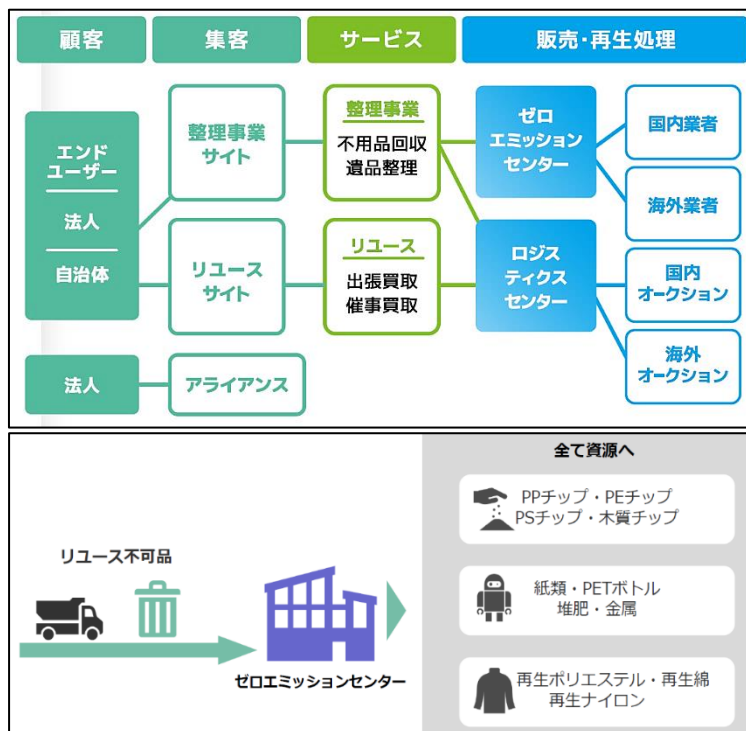 顧客
集客
サービス
販売・再生処理
エンド
ユーザー
法人
自治体
整理事業
サイト
リユース
サイト
整理事業
不用品回収
遺品整理
リユース
出張買取
催事買取
ゼロ
エミッション
センター
ロジス
ティクス
センター
国内業者
海外業者
国内
オークション
海外
オークション
法人
アライアンス
リユース不可品
ゼロエミッションセンター
全て資源へ
PPチップ・PEチップ
PSチップ・木質チップ
紙類・PETボトル
堆肥・金属
再生ポリエステル・再生綿
再生ナイロン